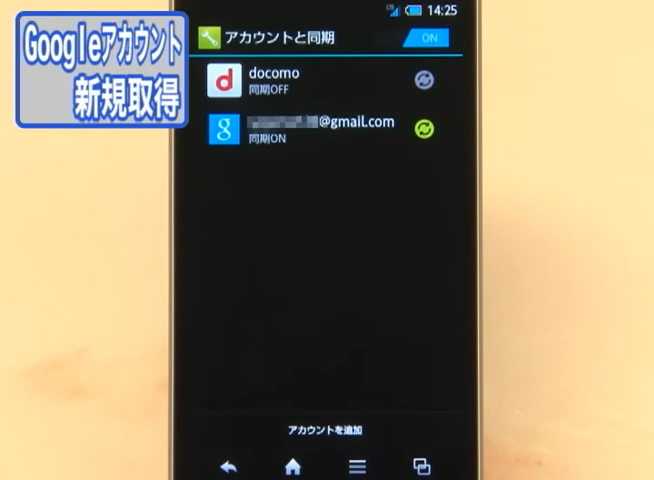 Googleアカウント
新規取得
LTE 14:25
アカウントと同期 ON
d docomo
同期OFF
g @gmail.com
同期ON
アカウントを追加